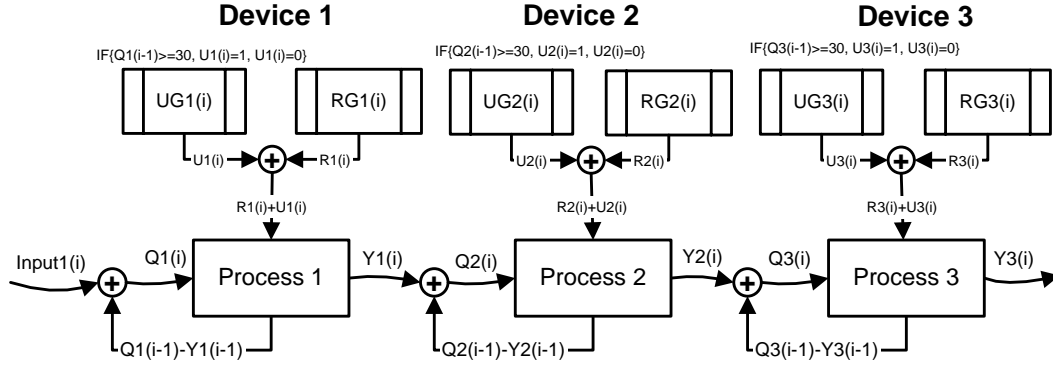 Device 1
Device 2
Device 3
IF{Q1(i-1)>=30, U1(i)=1, U1(i)=0}
IF{Q2(i-1)>=30, U2(i)=1, U2(i)=0}
IF{Q3(i-1)>=30, U3(i)=1, U3(i)=0}
UG1(i)
RG1(i)
UG2(i)
RG2(i)
UG3(i)
RG3(i)
U1(i)
+
R1(i)
U2(i)
+
R2(i)
U3(i)
+
R3(i)
R1(i)+U1(i)
R2(i)+U2(i)
R3(i)+U3(i)
Input1(i)
+
Q1(i)
Process 1
Y1(i)
+
Q2(i)
Process 2
Y2(i)
+
Q3(i)
Process 3
Y3(i)
Q1(i-1)-Y1(i-1)
Q2(i-1)-Y2(i-1)
Q3(i-1)-Y3(i-1)